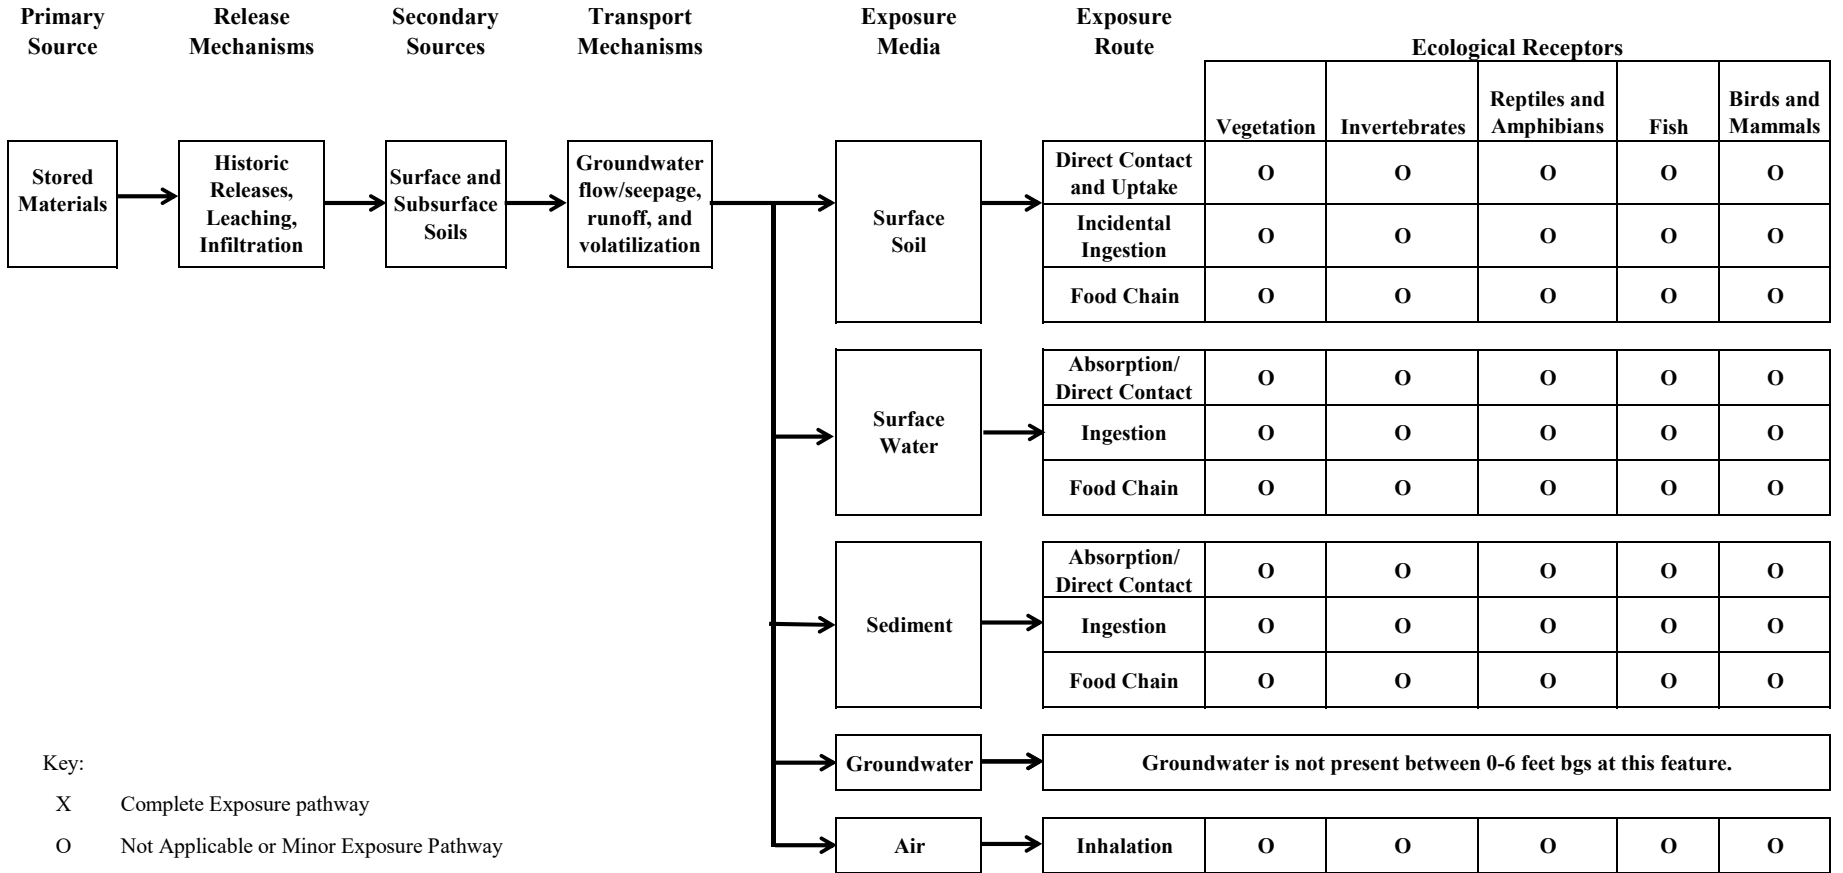 Primary
Source
Release
Mechanisms
Secondary
Sources
Transport
Mechanisms
Exposure
Media
Exposure
Route
Ecological Receptors
Vegetation
Invertebrates
Reptiles and
Amphibians
Fish
Birds and
Mammals
Stored
Materials
Historic
Releases,
Leaching,
Infiltration
Surface and
Subsurface
Soils
Groundwater
flow/seepage,
runoff, and
volatilization
Surface
Soil
Direct Contact
and Uptake
O O O O O
Incidental
Ingestion
O O O O O
Food Chain O O O O O
Surface
Water
Absorption/
Direct Contact
O O O O O
Ingestion O O O O O
Food Chain O O O O O
Sediment
Absorption/
Direct Contact
O O O O O
Ingestion O O O O O
Food Chain O O O O O
Groundwater
Groundwater is not present between 0-6 feet bgs at this feature.
Air
Inhalation O O O O O
Key:
X Complete Exposure pathway
O Not Applicable or Minor Exposure Pathway